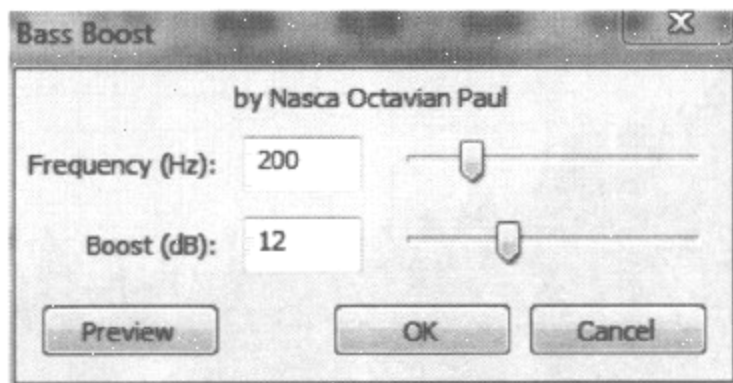 Bass Boost
by Nasca Octavian Paul
Frequency (Hz): 200
Boost (dB): 12
Preview OK Cancel